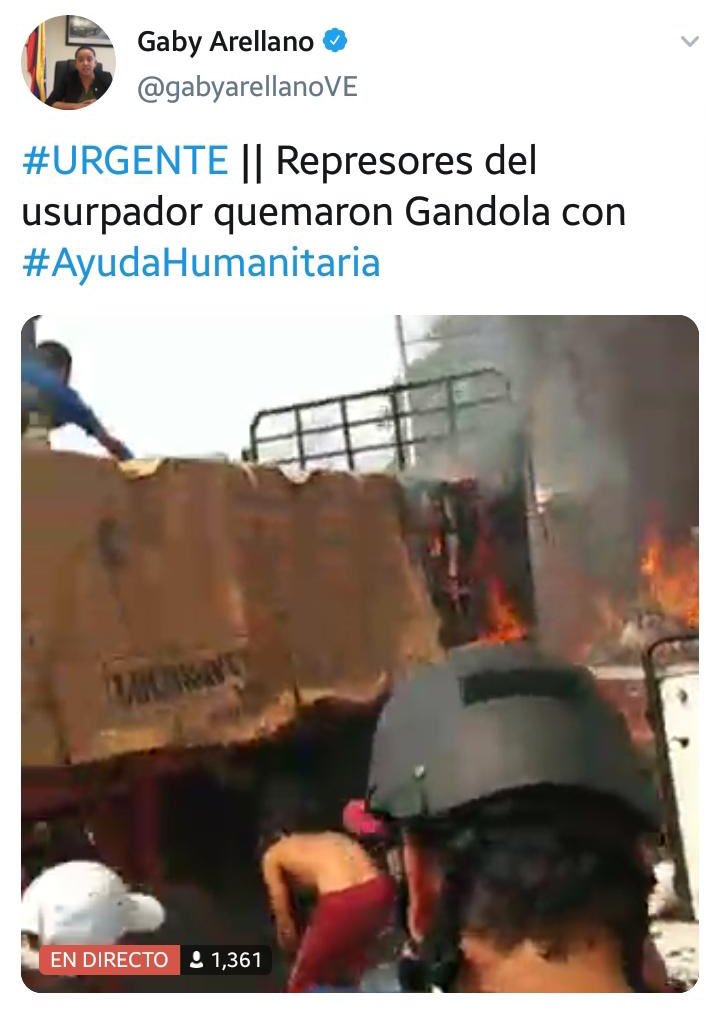 Gaby Arellano
@gabyarellanoVE
#URGENTE || Represores del
usurpador quemaron Gandola con
#AyudaHumanitaria
EN DIRECTO 1,361